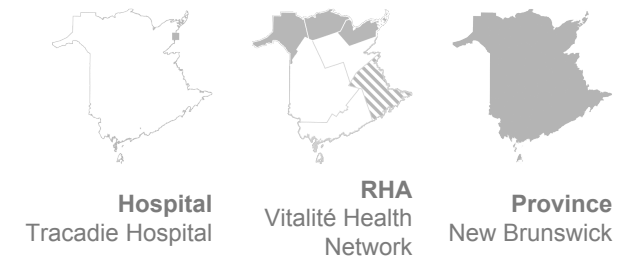 Hospital
Tracadie Hospital
RHA
Vitalité Health
Network
Province
New Brunswick